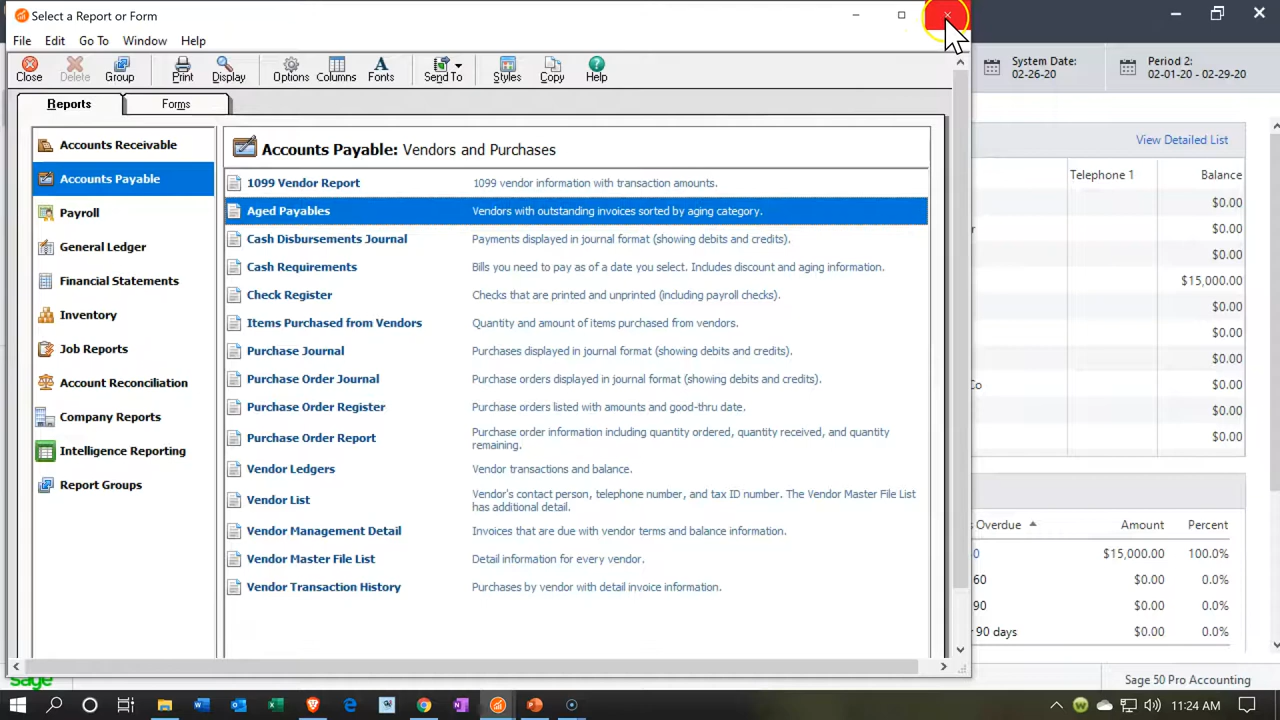 Select a Report or Form
File Edit Go To Window Help
Close Delete Group Print Display Options Columns Fonts Send To Styles Copy Help
Reports Forms
Accounts Receivable
Accounts Payable
Payroll
General Ledger
Financial Statements
Inventory
Job Reports
Account Reconciliation
Company Reports
Intelligence Reporting
Report Groups
Accounts Payable: Vendors and Purchases
1099 Vendor Report 1099 vendor information with transaction amounts.
Aged Payables Vendors with outstanding invoices sorted by aging category.
Cash Disbursements Journal Payments displayed in journal format (showing debits and credits).
Cash Requirements Bills you need to pay as of a date you select. Includes discount and aging information.
Check Register Checks that are printed and unprinted (including payroll checks).
Items Purchased from Vendors Quantity and amount of items purchased from vendors.
Purchase Journal Purchases displayed in journal format (showing debits and credits).
Purchase Order Journal Purchase orders displayed in journal format (showing debits and credits).
Purchase Order Register Purchase orders listed with amounts and good-thru date.
Purchase Order Report Purchase order information including quantity ordered, quantity received, and quantity
remaining.
Vendor Ledgers Vendor transactions and balance.
Vendor List Vendor's contact person, telephone number, and tax ID number. The Vendor Master File List
has additional detail.
Vendor Management Detail Invoices that are due with vendor terms and balance information.
Vendor Master File List Detail information for every vendor.
Vendor Transaction History Purchases by vendor with detail invoice information.
System Date:
02-26-20
Period 2:
02-01-20 - 02-29-20
View Detailed List
Telephone 1 Balance
$0.00
r $0.00
$0.00
$15,000.00
$0.00
$0.00
$0.00
Co $0.00
$0.00
$0.00
s Overdue Amount Percent
0 $15,000.00 100.0%
60 $0.00 0.0%
90 $0.00 0.0%
r 90 days $0.00 0.0%
sage
Sage 50 Pro Accounting
11:24 AM